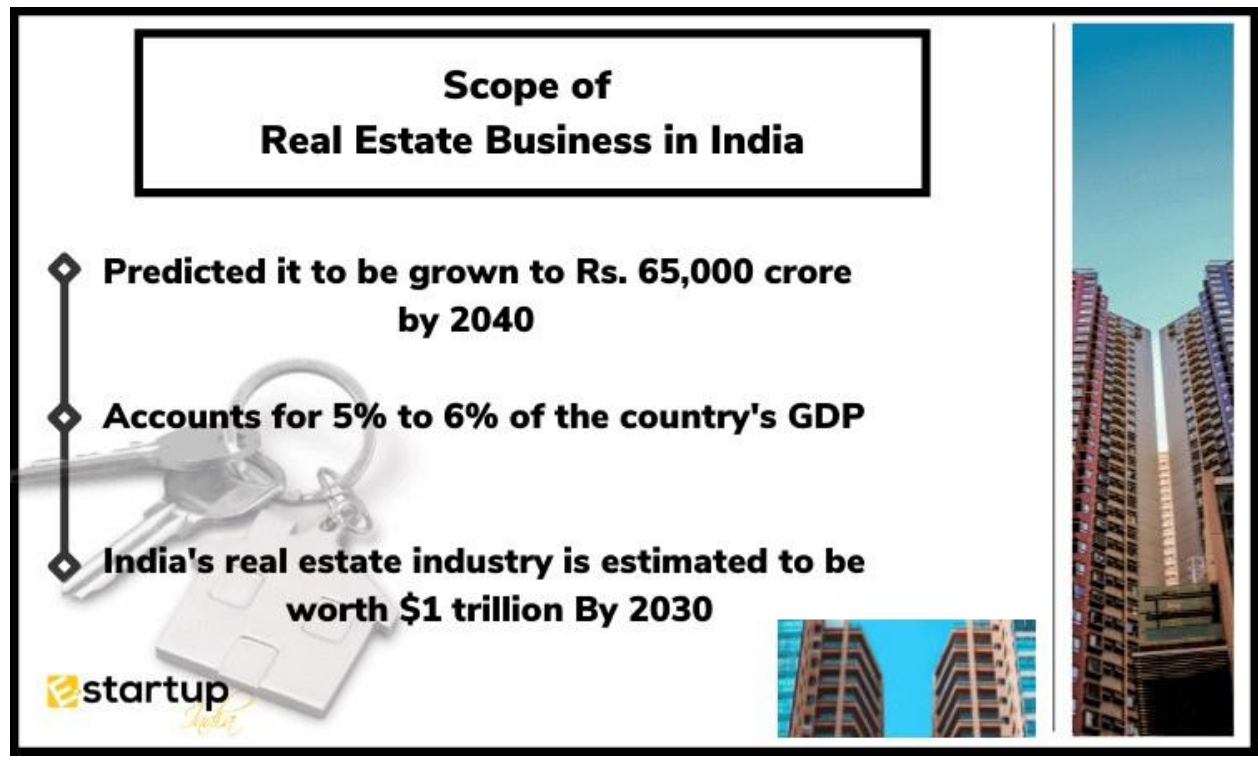 Scope of
Real Estate Business in India
Predicted it to be grown to Rs. 65,000 crore
by 2040
Accounts for 5% to 6% of the country's GDP
India's real estate industry is estimated to be
worth $1 trillion By 2030
E-startup
India